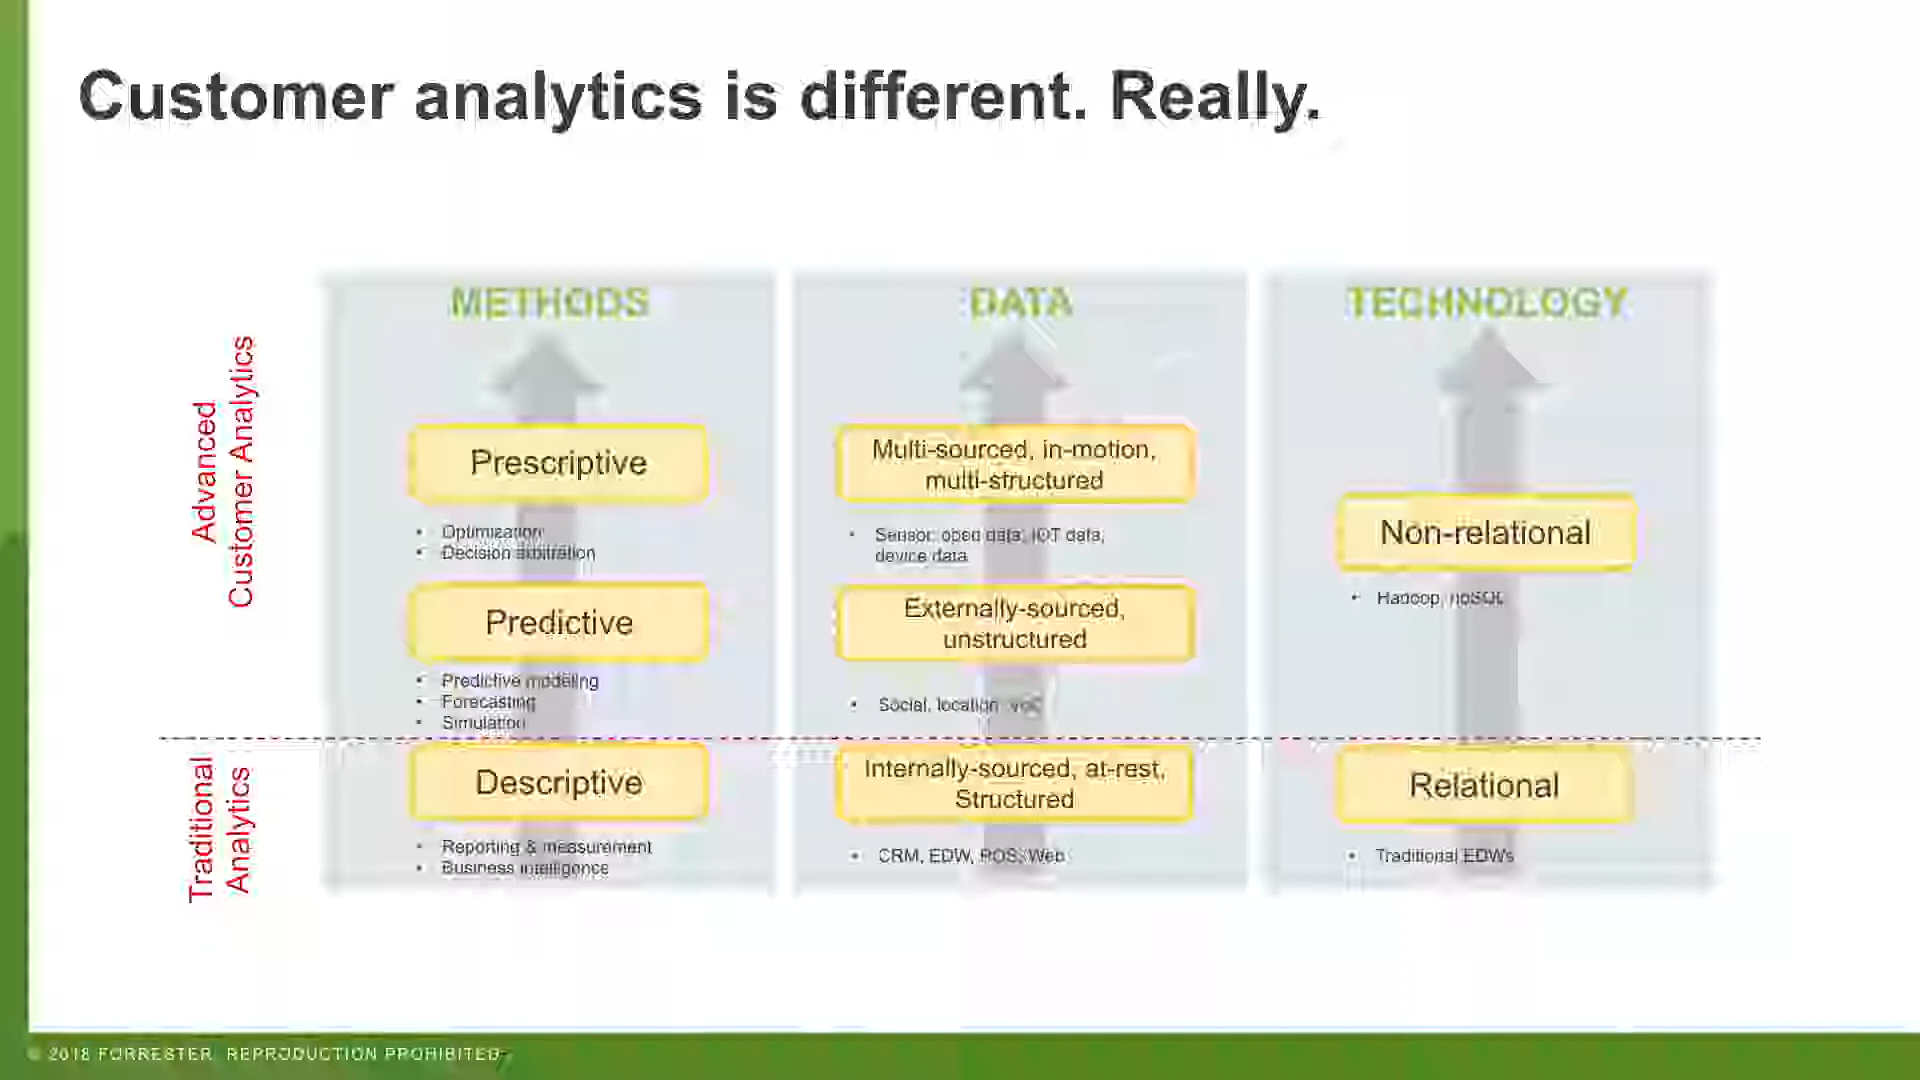 Customer analytics is different. Really.
METHODS
DATA
TECHNOLOGY
Advanced
Customer Analytics
Prescriptive
• Optimization
• Decision arbitration
Predictive
• Predictive modeling
• Forecasting
• Simulation
Multi-sourced, in-motion,
multi-structured
• Sensor, open data, IOT data,
device data
Externally-sourced,
unstructured
• Social, location, VoC
Non-relational
• Hadoop, noSQL
Traditional
Analytics
Descriptive
• Reporting & measurement
• Business intelligence
Internally-sourced, at-rest,
Structured
• CRM, EDW, POS, Web
Relational
• Traditional EDWs
© 2018 FORRESTER. REPRODUCTION PROHIBITED.